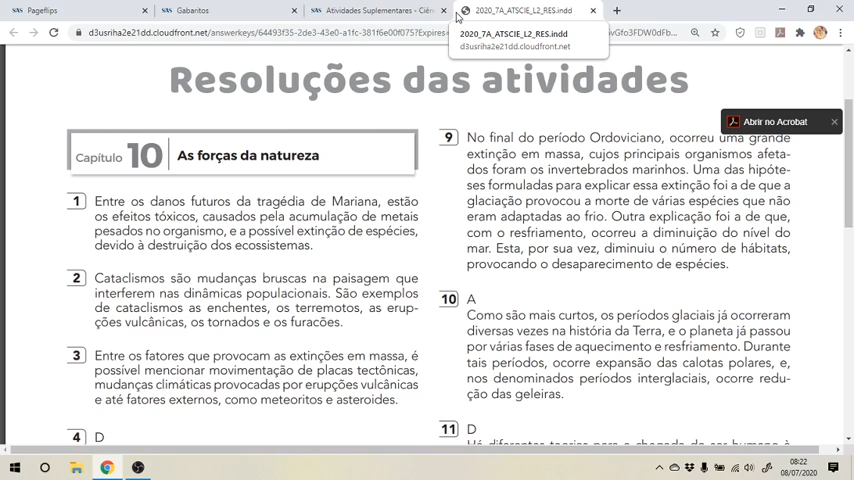 SAS Pageflips
SAS Gabaritos
SAS Atividades Suplementares - Ciên
2020_7A_ATSCIE_L2_RES.indd
d3usriha2e21dd.cloudfront.net/answerkeys/64493f35-2de3-43e0-a1fc-381f6e00f075?Expires=
2020_7A_ATSCIE_L2_RES.indd
d3usriha2e21dd.cloudfront.net
Resoluções das atividades
Abrir no Acrobat
Capítulo 10 As forças da natureza
1 Entre os danos futuros da tragédia de Mariana, estão
os efeitos tóxicos, causados pela acumulação de metais
pesados no organismo, e a possível extinção de espécies,
devido à destruição dos ecossistemas.
2 Cataclismos são mudanças bruscas na paisagem que
interferem nas dinâmicas populacionais. São exemplos
de cataclismos as enchentes, os terremotos, as erup-
ções vulcânicas, os tornados e os furacões.
3 Entre os fatores que provocam as extinções em massa, é
possível mencionar movimentação de placas tectônicas,
mudanças climáticas provocadas por erupções vulcânicas
e até fatores externos, como meteoritos e asteroides.
4 D
9 No final do período Ordoviciano, ocorreu uma grande
extinção em massa, cujos principais organismos afeta-
dos foram os invertebrados marinhos. Uma das hipóte-
ses formuladas para explicar essa extinção foi a de que a
glaciação provocou a morte de várias espécies que não
eram adaptadas ao frio. Outra explicação foi a de que,
com o resfriamento, ocorreu a diminuição do nível do
mar. Esta, por sua vez, diminuiu o número de hábitats,
provocando o desaparecimento de espécies.
10 A
Como são mais curtos, os períodos glaciais já ocorreram
diversas vezes na história da Terra, e o planeta já passou
por várias fases de aquecimento e resfriamento. Durante
tais períodos, ocorre expansão das calotas polares, e,
nos denominados períodos interglaciais, ocorre redu-
ção das geleiras.
11 D
Há diferentes teorias para a chegada do ser humano à
08:22
08/07/2020